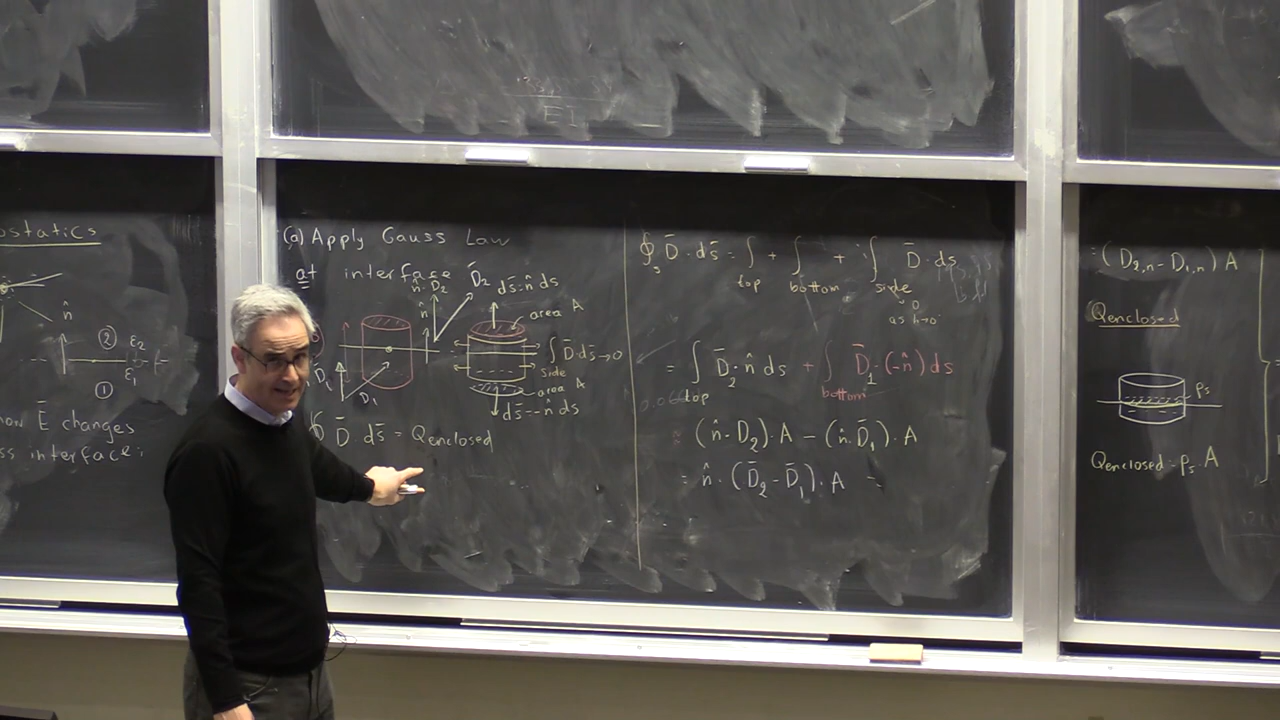 ostatics
n̂
② ε₂
① ε₁
how Ē changes
ss interface:
(a) Apply Gauss Law
at interface
n̂·D̄₂
D̄₂
ds̄=n̂ ds
n̂
area A
∫ D̄·ds̄→0
side
D̄₁
D₁
area A
ds̄=-n̂ ds
D̄ ds̄ = Qenclosed
∮ₛ D̄·ds̄ = ∫ + ∫ + ∫ D̄·ds
top bottom side
0
as h→0
= ∫ D̄₂·n̂ ds + ∫ D̄₁·(-n̂) ds
top bottom
= (n̂·D₂)·A - (n̂·D̄₁)·A
= n̂·(D̄₂-D̄₁)·A =
=(D₂,n-D₁,n) A
Qenclosed
ρs
Qenclosed=ρs A